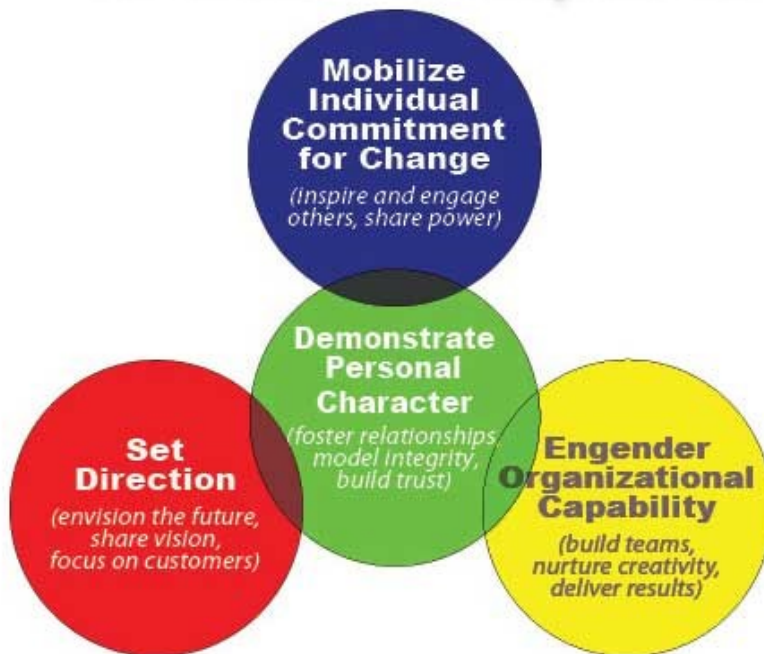 Mobilize
Individual
Commitment
for Change
(inspire and engage
others, share power)
Demonstrate
Personal
Character
(foster relationships,
model integrity,
build trust)
Set
Direction
(envision the future,
share vision,
focus on customers)
Engender
Organizational
Capability
(build teams,
nurture creativity,
deliver results)